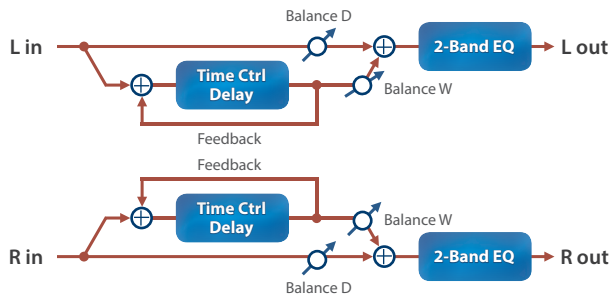 Balance D
L in
2-Band EQ
L out
Time Ctrl
Delay
Balance W
Feedback
Feedback
Time Ctrl
Delay
Balance W
R in
2-Band EQ
R out
Balance D